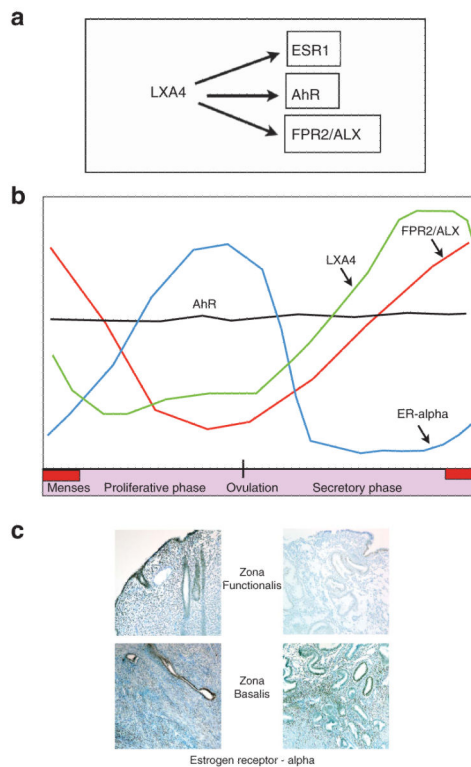 a
LXA4
ESR1
AhR
FPR2/ALX
b
FPR2/ALX
LXA4
AhR
ER-alpha
Menses Proliferative phase Ovulation Secretory phase
c
Zona
Functionalis
Zona
Basalis
Estrogen receptor - alpha